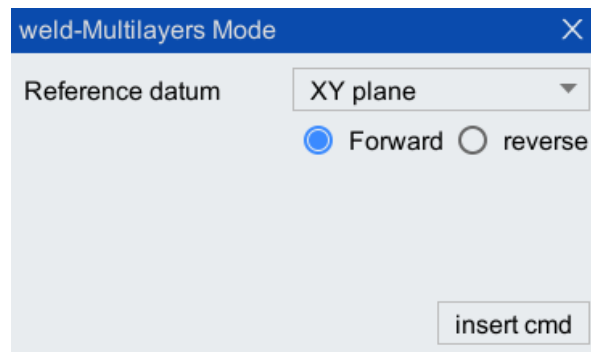 weld-Multilayers Mode
Reference datum XY plane
Forward reverse
insert cmd